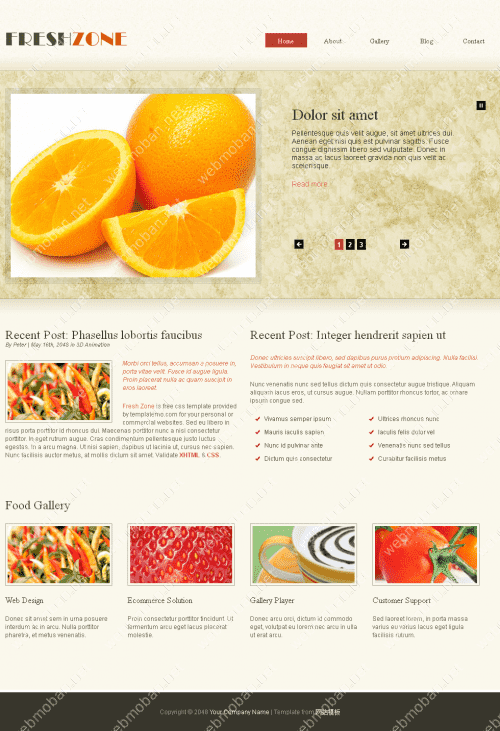 FRESHZONE
Home About Gallery Blog Contact
Dolor sit amet
Pellentesque duis velit augue, sit amet ultrices dui.
Aenean eget nisi quis est pulvinar sagittis. Fusce
congue dignissim libero sed vulputate. Donec in
massa ac lacus laoreet gravida non quis velit ac
scelerisque.
Read more
1 2 3
Recent Post: Phasellus lobortis faucibus
By Peter | May 16th, 2048 in 3D Animation
Morbi orci tellus, accumsan a posuere in,
porta vitae velit. Fusce id augue ligula.
Proin placerat nulla ac quam suscipit in
eros laoreet.
Fresh Zone is free css template provided
by templatemo.com for your personal or
commercial websites. Sed eu libero in
risus porta porttitor id rhoncus dui. Maecenas porttitor nunc a nisl consectetur
porttitor. In eget rutrum augue. Cras condimentum pellentesque justo luctus
egestas. In a arcu magna. Ut nisi sapien, dapibus ut lacinia ut, cursus nec sapien.
Nunc facilisis auctor metus, at mollis dictum sit amet. Validate XHTML & CSS.
Recent Post: Integer hendrerit sapien ut
Donec ultricies suscipit libero, sed dapibus purus pretium adipiscing. Nulla facilisi.
Vestibulum in neque quis feugiat sit amet ut odio.
Nunc venenatis nunc sed tellus dictum quis consectetur augue tristique. Aliquam
aliquam lacus eros, ut cursus augue. Nullam porttitor rhoncus tortor, ac ornare
ipsum congue sed.
Vivamus semper ipsum
Ultrices rhoncus nunc
Mauris iaculis sapien
Iaculis felis dolor vel
Nunc id pulvinar ante
Venenatis nunc sed tellus
Dictum quis consectetur
Curabitur facilisis metus
Food Gallery
Web Design
Ecommerce Solution
Gallery Player
Customer Support
Donec sit amet sem in urna posuere
interdum ac in arcu. Nulla porttitor
pharetra, et metus venenatis.
Proin consectetur porttitor tincidunt. Ut
fermentum arcu eget lacus placerat
molestie.
Donec arcu orci, dictum id commodo
eget, volutpat eu lorem nec arcu in ulla
ut erat arcu.
Sed laoreet lorem, in porta massa
varius eu varius lacus eget ligula
facilisis rutrum.
Copyright © 2048 Your Company Name | Template from 网站模板